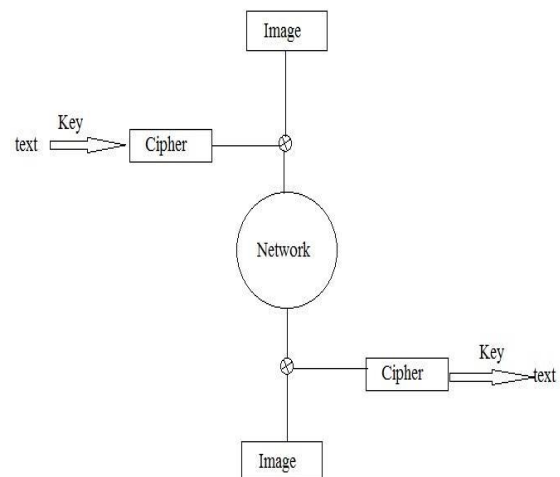 Image
Key
text
Cipher
Network
Key
Cipher
text
Image